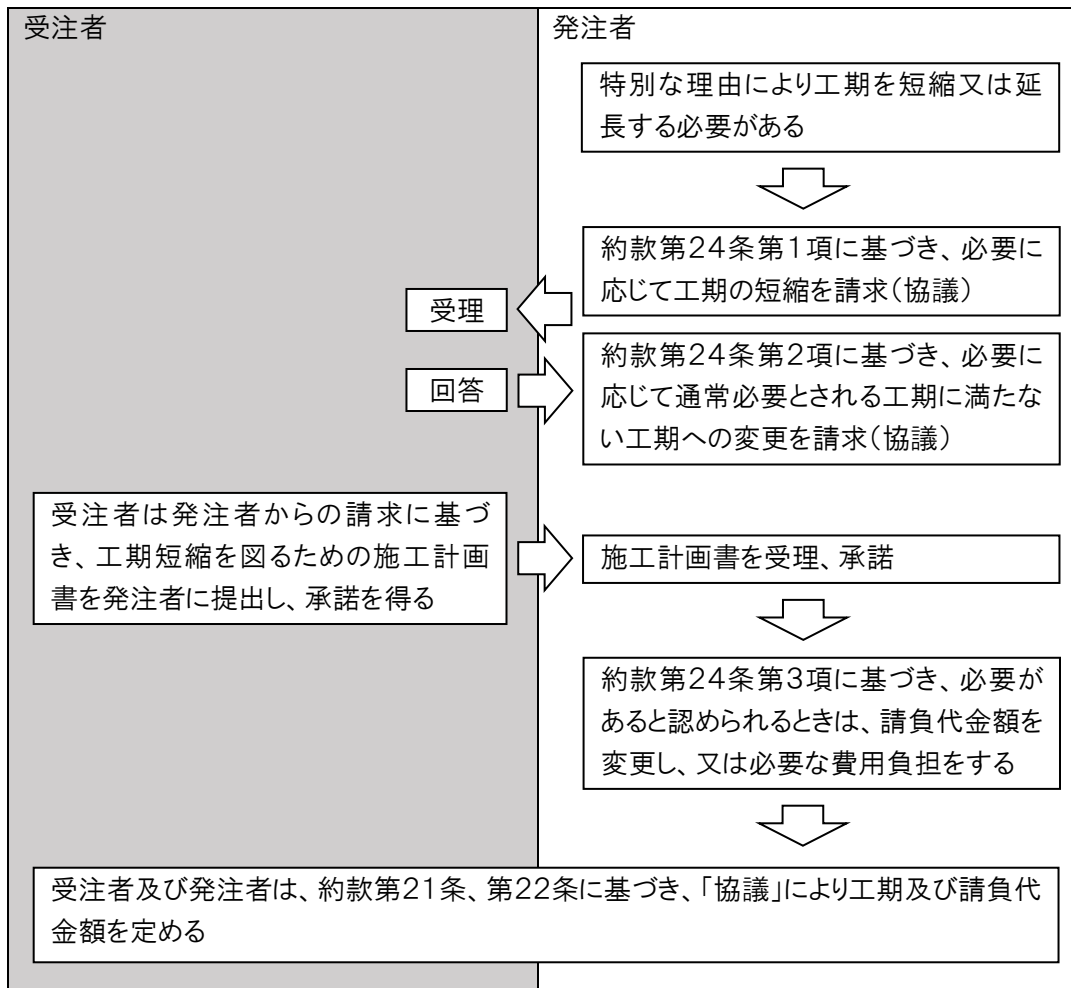 受注者
発注者
特別な理由により工期を短縮又は延
長する必要がある
約款第24条第1項に基づき、必要に
応じて工期の短縮を請求(協議)
受理
約款第24条第2項に基づき、必要に
応じて通常必要とされる工期に満たな
い工期への変更を請求(協議)
回答
受注者は発注者からの請求に基づ
き、工期短縮を図るための施工計画
書を発注者に提出し、承諾を得る
施工計画書を受理、承諾
約款第24条第3項に基づき、必要が
あると認められるときは、請負代金額を
変更し、又は必要な費用負担をする
受注者及び発注者は、約款第21条、第22条に基づき、「協議」により工期及び請負代
金額を定める